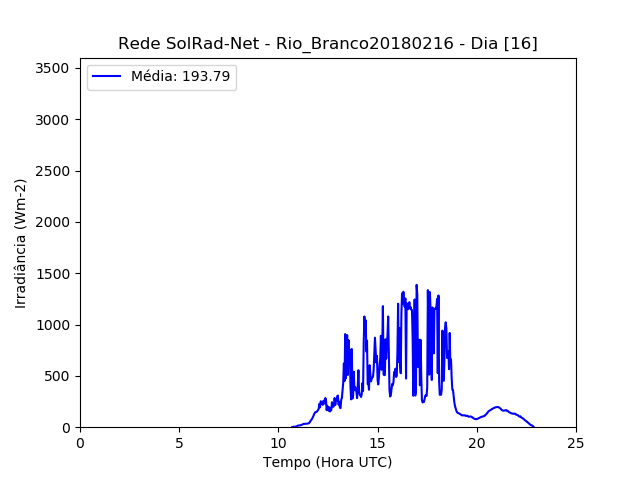 Rede SolRad-Net - Rio_Branco20180216 - Dia [16]
Média: 193.79
3500
3000
2500
2000
1500
1000
500
0
Irradiância (Wm-2)
0 5 10 15 20 25
Tempo (Hora UTC)